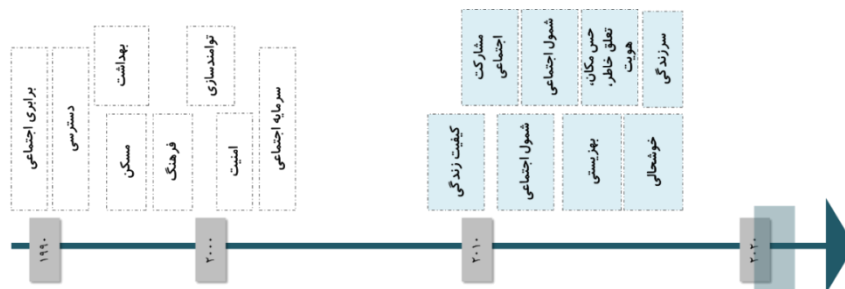 برابری اجتماعی
دسترسی
بهداشت
مسکن
فرهنگ
توانمندسازی
امنیت
سرمایه اجتماعی
کیفیت زندگی
مشارکت
اجتماعی
شمول اجتماعی
شمول اجتماعی
حس مکان،
تعلق خاطر،
هویت
بهزیستی
سرزندگی
خوشحالی
۱۹۹۰
۲۰۰۰
۲۰۱۰
۲۰۲۰